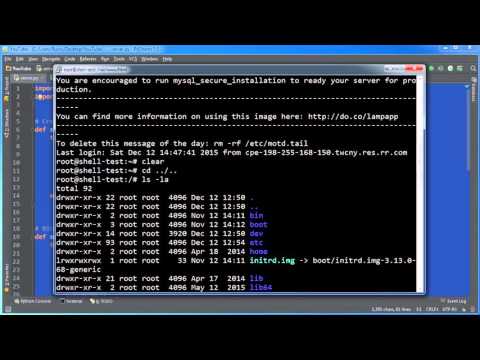 You are encouraged to run mysql_secure_installation to ready your server for pro
duction.
--------------------------------------------------------------------------------
-----
You can find more information on using this image here: http://do.co/lampapp
--------------------------------------------------------------------------------
-----
To delete this message of the day: rm -rf /etc/motd.tail
Last login: Sat Dec 12 14:47:41 2015 from cpe-198-255-168-150.twcny.res.rr.com
root@shell-test:~# clear
root@shell-test:~# cd ../..
root@shell-test:/# ls -la
total 92
drwxr-xr-x 22 root root 4096 Dec 12 12:50 .
drwxr-xr-x 22 root root 4096 Dec 12 12:50 ..
drwxr-xr-x 2 root root 4096 Nov 12 14:11 bin
drwxr-xr-x 3 root root 4096 Nov 12 14:12 boot
drwxr-xr-x 14 root root 3920 Dec 12 12:50 dev
drwxr-xr-x 93 root root 4096 Dec 12 12:50 etc
drwxr-xr-x 2 root root 4096 Apr 18 2014 home
lrwxrwxrwx 1 root root 33 Nov 12 14:11 initrd.img -> boot/initrd.img-3.13.0-
68-generic
drwxr-xr-x 21 root root 4096 Apr 17 2014 lib
drwxr-xr-x 2 root root 4096 May 12 2015 lib64
Python Console
Terminal
Event Log